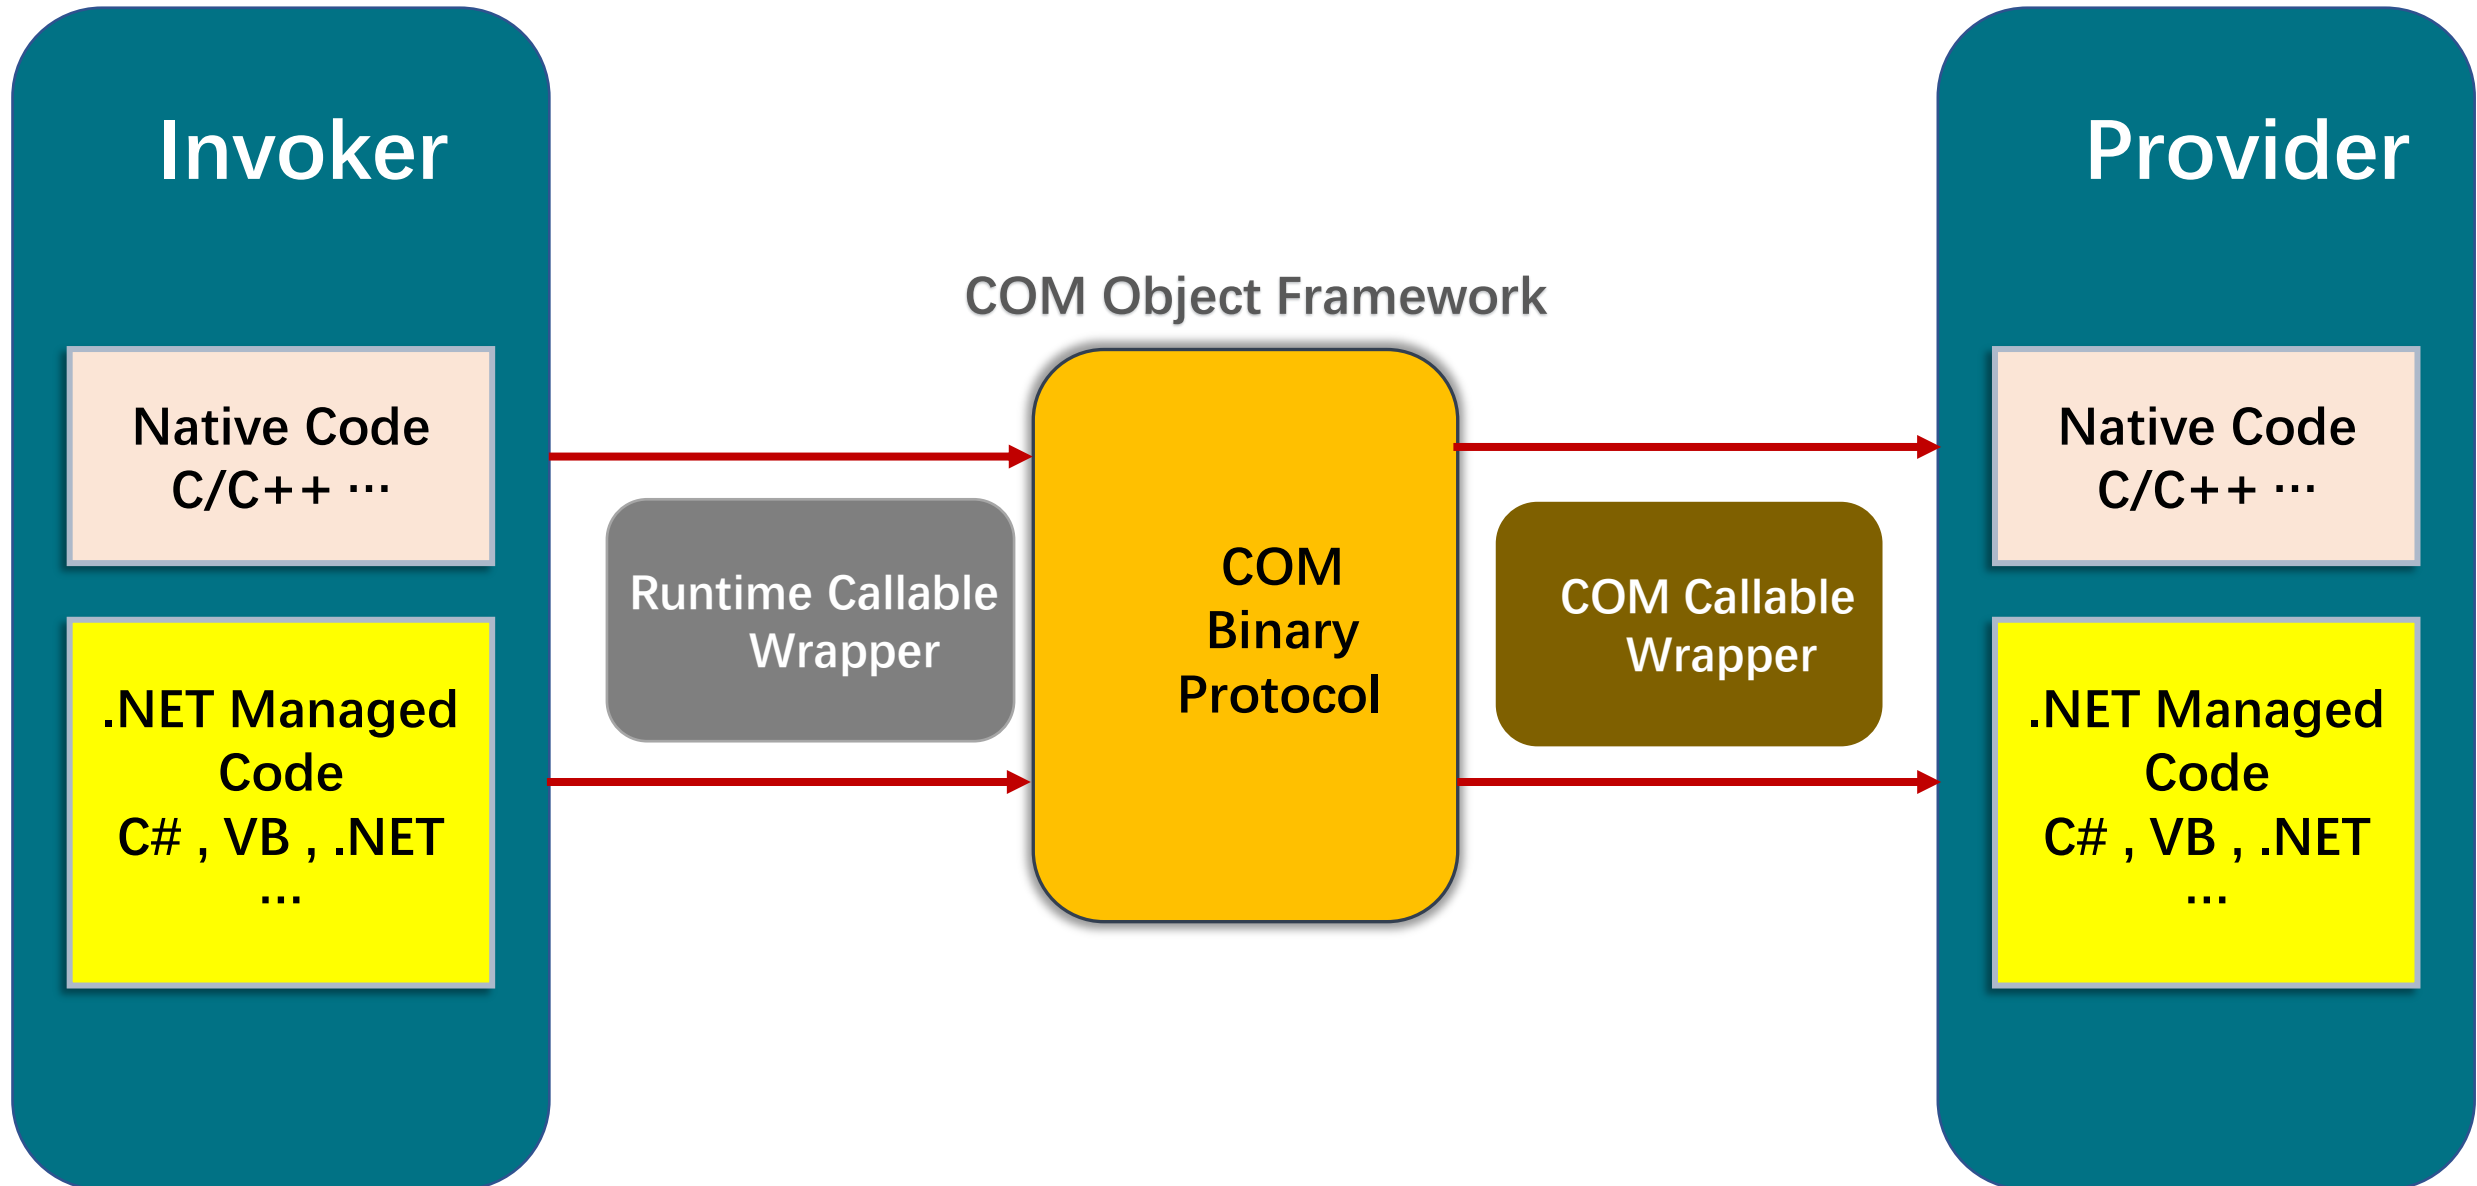 Invoker
Native Code
C/C++ ···
.NET Managed
Code
C# , VB , .NET
···
Runtime Callable
Wrapper
COM Object Framework
COM
Binary
Protocol
COM Callable
Wrapper
Provider
Native Code
C/C++ ···
.NET Managed
Code
C# , VB , .NET
···